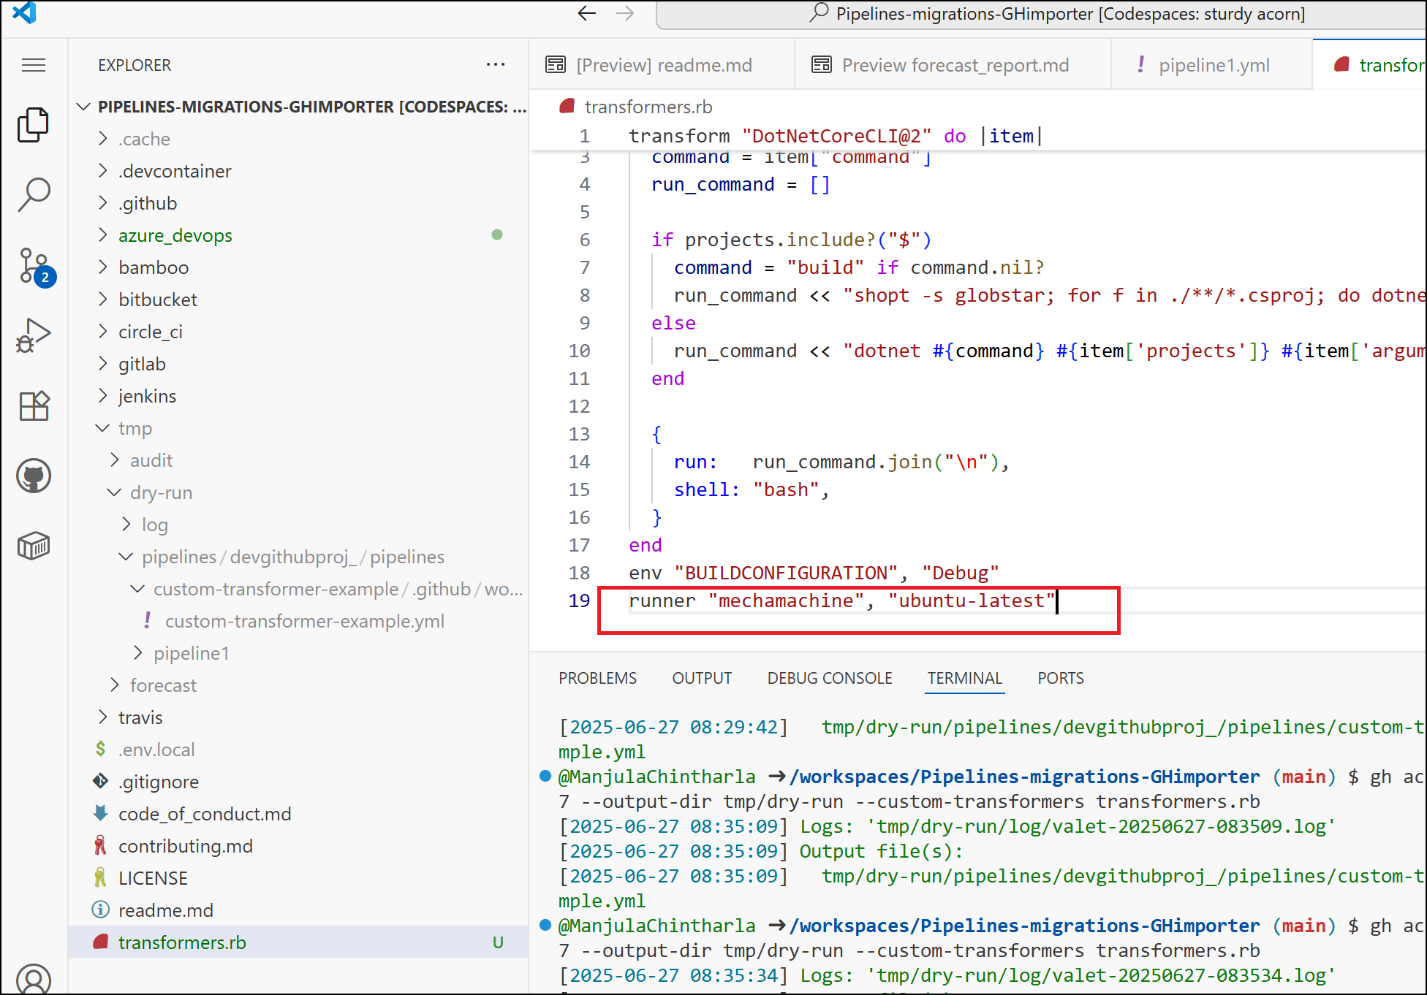 Pipelines-migrations-GHimporter [Codespaces: sturdy acorn]
EXPLORER
PIPELINES-MIGRATIONS-GHIMPORTER [CODESPACES: ...
.cache
.devcontainer
.github
azure_devops
bamboo
bitbucket
circle_ci
gitlab
jenkins
tmp
audit
dry-run
log
pipelines / devgithubproj_ / pipelines
custom-transformer-example / .github / wo...
! custom-transformer-example.yml
pipeline1
forecast
travis
$ .env.local
.gitignore
code_of_conduct.md
contributing.md
LICENSE
readme.md
transformers.rb U
2
[Preview] readme.md
Preview forecast_report.md
! pipeline1.yml
transfor
transformers.rb
1 transform "DotNetCoreCLI@2" do |item|
3 command = item["command"]
4 run_command = []
5
6 if projects.include?("$")
7 command = "build" if command.nil?
8 run_command << "shopt -s globstar; for f in ./**/*.csproj; do dotne
9 else
10 run_command << "dotnet #{command} #{item['projects']} #{item['argum
11 end
12
13 {
14 run: run_command.join("\n"),
15 shell: "bash",
16 }
17 end
18 env "BUILDCONFIGURATION", "Debug"
19 runner "mechamachine", "ubuntu-latest"
PROBLEMS OUTPUT DEBUG CONSOLE TERMINAL PORTS
[2025-06-27 08:29:42] tmp/dry-run/pipelines/devgithubproj_/pipelines/custom-t
mple.yml
@ManjulaChintharla ➜/workspaces/Pipelines-migrations-GHimporter (main) $ gh ac
7 --output-dir tmp/dry-run --custom-transformers transformers.rb
[2025-06-27 08:35:09] Logs: 'tmp/dry-run/log/valet-20250627-083509.log'
[2025-06-27 08:35:09] Output file(s):
[2025-06-27 08:35:09] tmp/dry-run/pipelines/devgithubproj_/pipelines/custom-t
mple.yml
@ManjulaChintharla ➜/workspaces/Pipelines-migrations-GHimporter (main) $ gh ac
7 --output-dir tmp/dry-run --custom-transformers transformers.rb
[2025-06-27 08:35:34] Logs: 'tmp/dry-run/log/valet-20250627-083534.log'